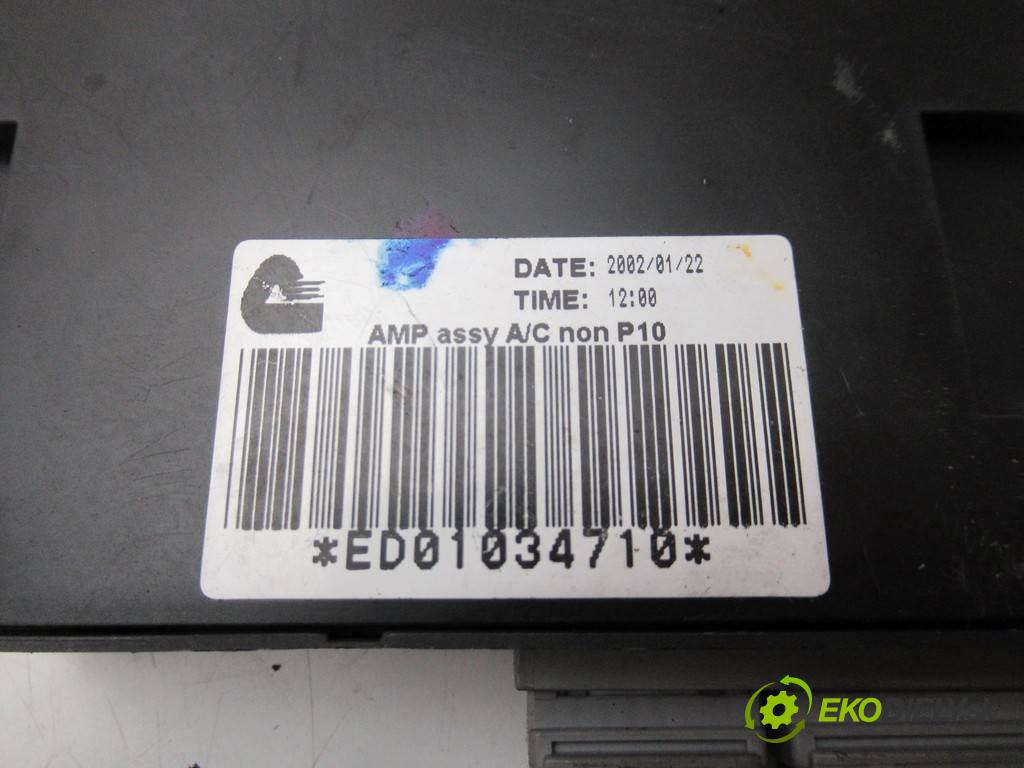 DATE: 2002/01/22
TIME: 12:00
AMP assy A/C non P10
*ED01034710*
EKO